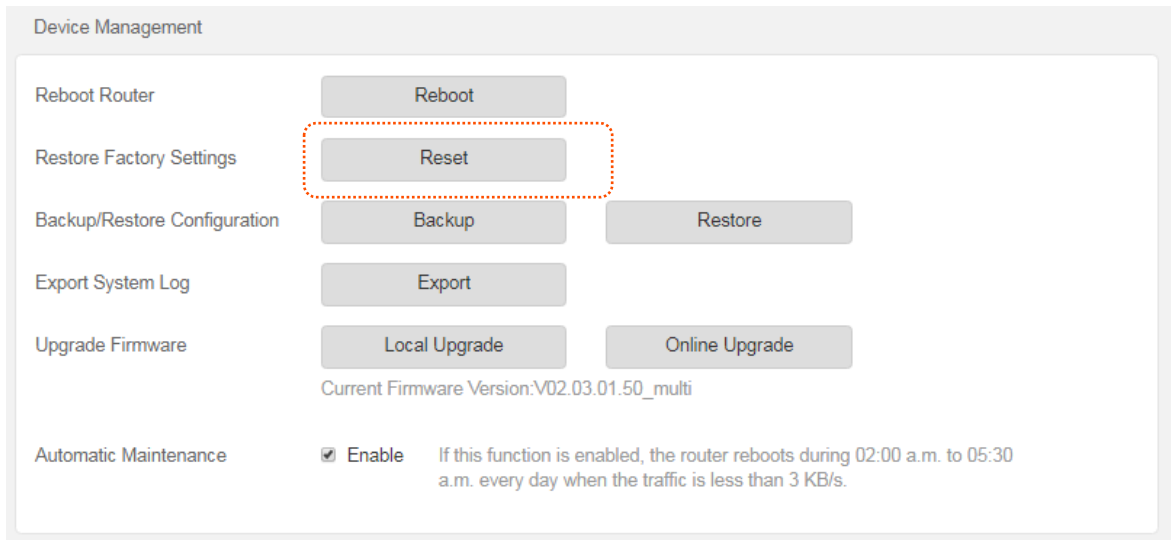 Device Management
Reboot Router Reboot
Restore Factory Settings Reset
Backup/Restore Configuration Backup Restore
Export System Log Export
Upgrade Firmware Local Upgrade Online Upgrade
Current Firmware Version:V02.03.01.50_multi
Automatic Maintenance Enable If this function is enabled, the router reboots during 02:00 a.m. to 05:30
a.m. every day when the traffic is less than 3 KB/s.